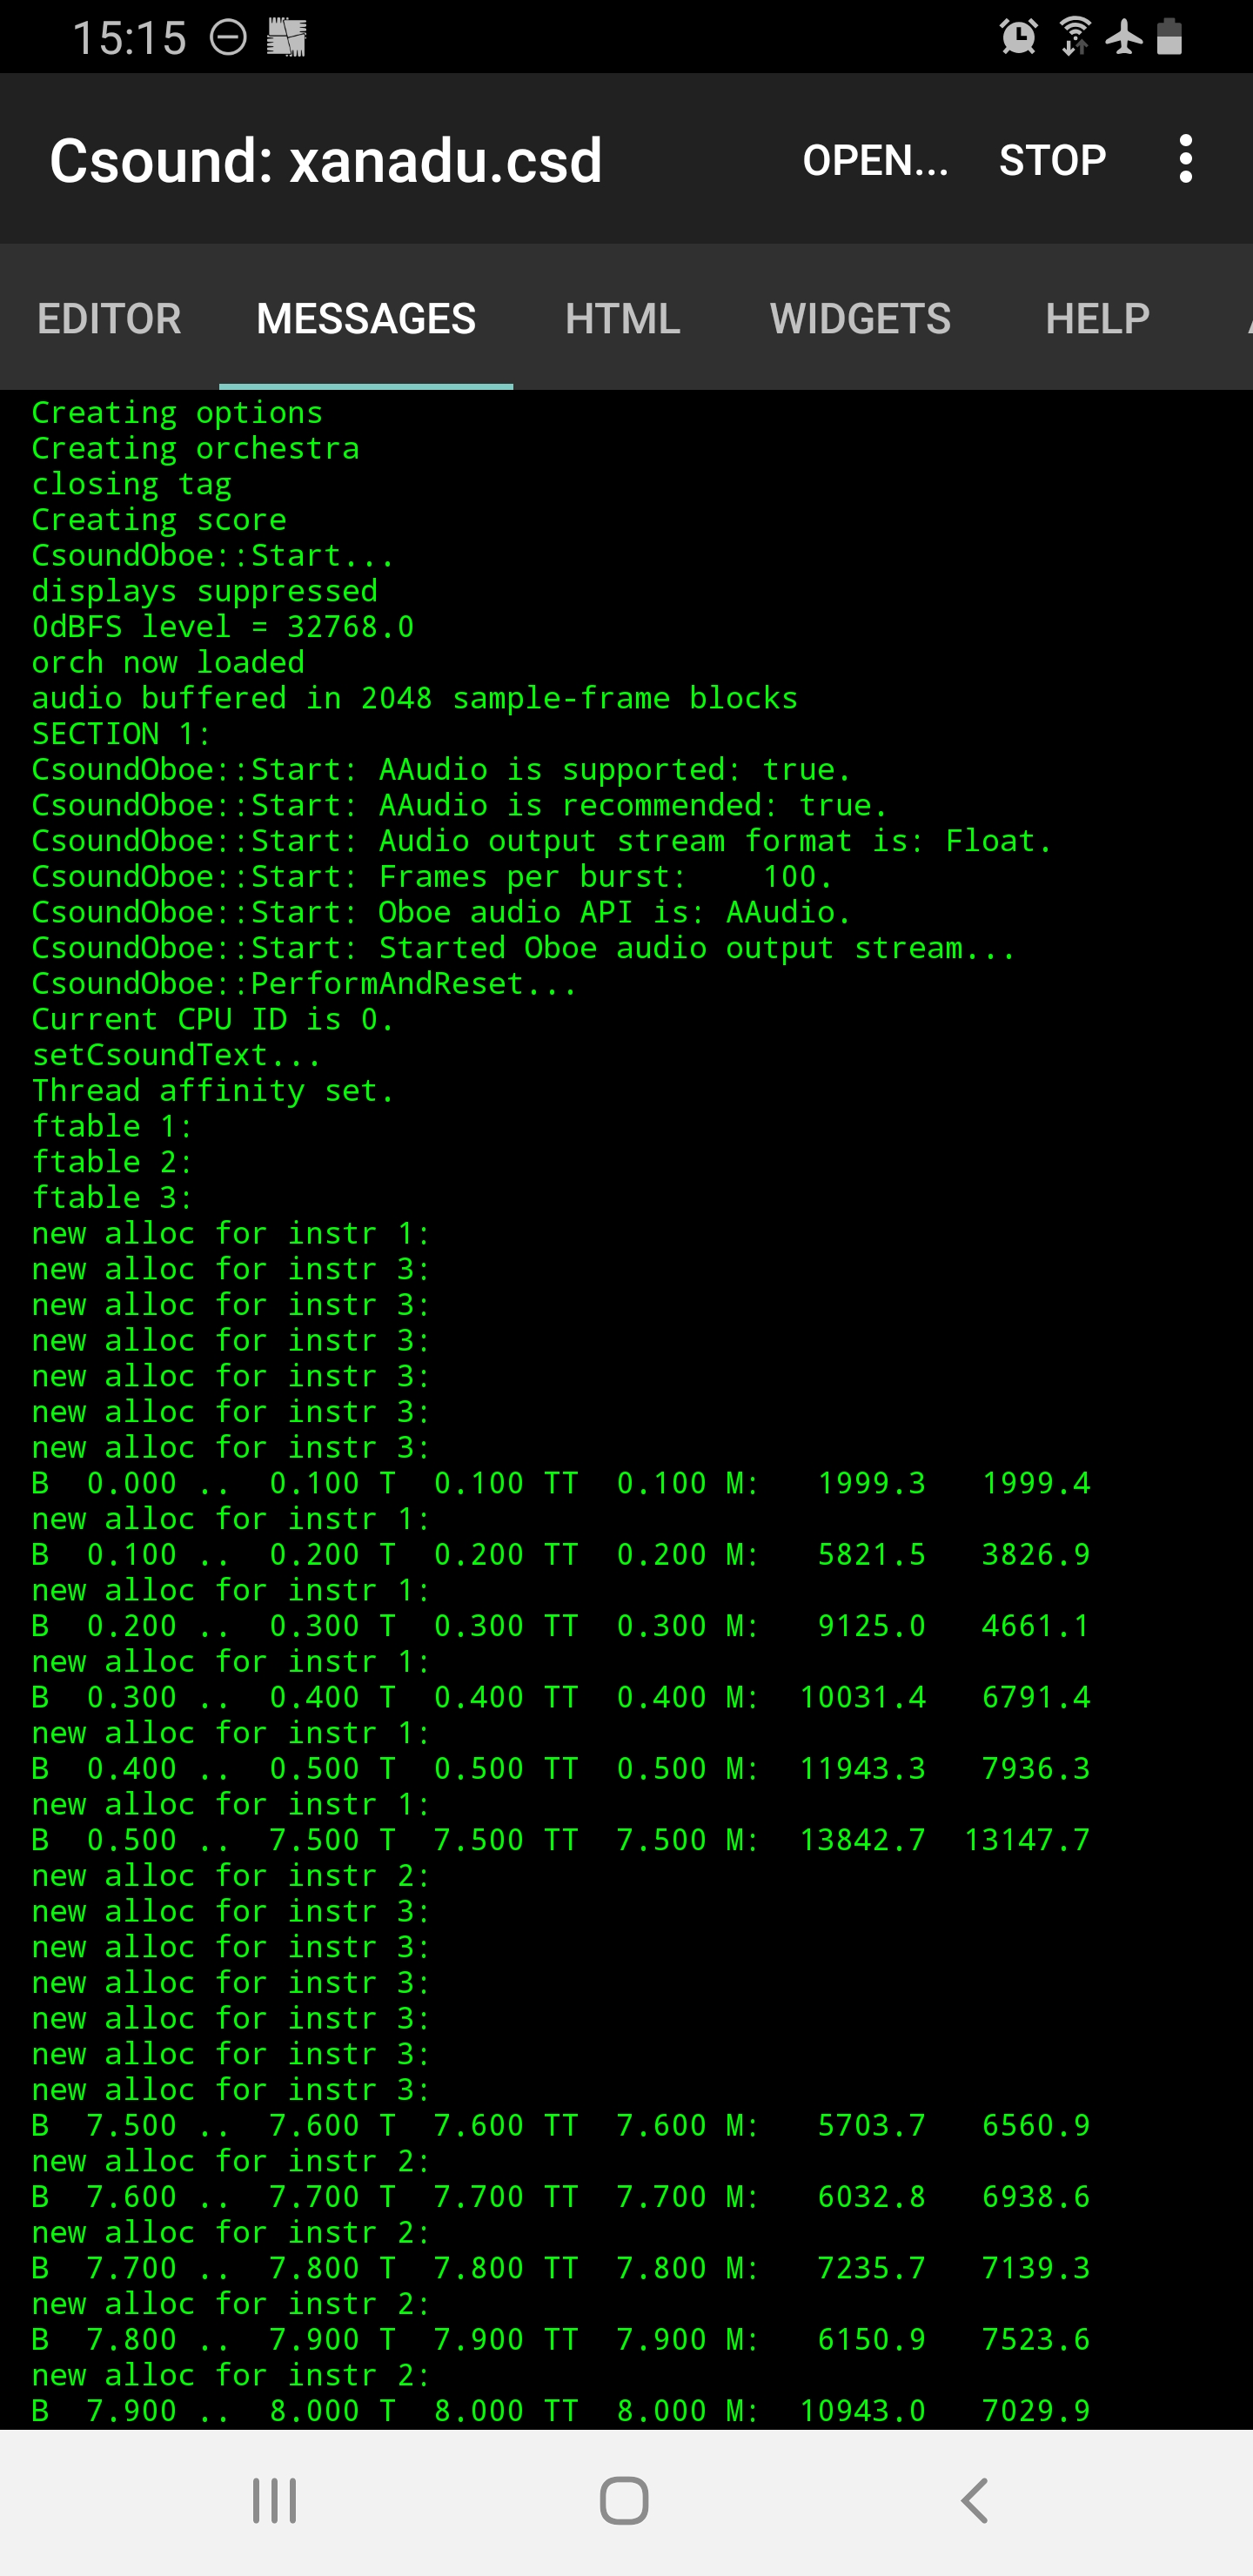 15:15
Csound: xanadu.csd OPEN... STOP
EDITOR MESSAGES HTML WIDGETS HELP
Creating options
Creating orchestra
closing tag
Creating score
CsoundOboe::Start...
displays suppressed
0dBFS level = 32768.0
orch now loaded
audio buffered in 2048 sample-frame blocks
SECTION 1:
CsoundOboe::Start: AAudio is supported: true.
CsoundOboe::Start: AAudio is recommended: true.
CsoundOboe::Start: Audio output stream format is: Float.
CsoundOboe::Start: Frames per burst:    100.
CsoundOboe::Start: Oboe audio API is: AAudio.
CsoundOboe::Start: Started Oboe audio output stream...
CsoundOboe::PerformAndReset...
Current CPU ID is 0.
setCsoundText...
Thread affinity set.
ftable 1:
ftable 2:
ftable 3:
new alloc for instr 1:
new alloc for instr 3:
new alloc for instr 3:
new alloc for instr 3:
new alloc for instr 3:
new alloc for instr 3:
new alloc for instr 3:
B  0.000 ..  0.100 T  0.100 TT  0.100 M:   1999.3   1999.4
new alloc for instr 1:
B  0.100 ..  0.200 T  0.200 TT  0.200 M:   5821.5   3826.9
new alloc for instr 1:
B  0.200 ..  0.300 T  0.300 TT  0.300 M:   9125.0   4661.1
new alloc for instr 1:
B  0.300 ..  0.400 T  0.400 TT  0.400 M:  10031.4   6791.4
new alloc for instr 1:
B  0.400 ..  0.500 T  0.500 TT  0.500 M:  11943.3   7936.3
new alloc for instr 1:
B  0.500 ..  7.500 T  7.500 TT  7.500 M:  13842.7  13147.7
new alloc for instr 2:
new alloc for instr 3:
new alloc for instr 3:
new alloc for instr 3:
new alloc for instr 3:
new alloc for instr 3:
new alloc for instr 3:
B  7.500 ..  7.600 T  7.600 TT  7.600 M:   5703.7   6560.9
new alloc for instr 2:
B  7.600 ..  7.700 T  7.700 TT  7.700 M:   6032.8   6938.6
new alloc for instr 2:
B  7.700 ..  7.800 T  7.800 TT  7.800 M:   7235.7   7139.3
new alloc for instr 2:
B  7.800 ..  7.900 T  7.900 TT  7.900 M:   6150.9   7523.6
new alloc for instr 2:
B  7.900 ..  8.000 T  8.000 TT  8.000 M:  10943.0   7029.9